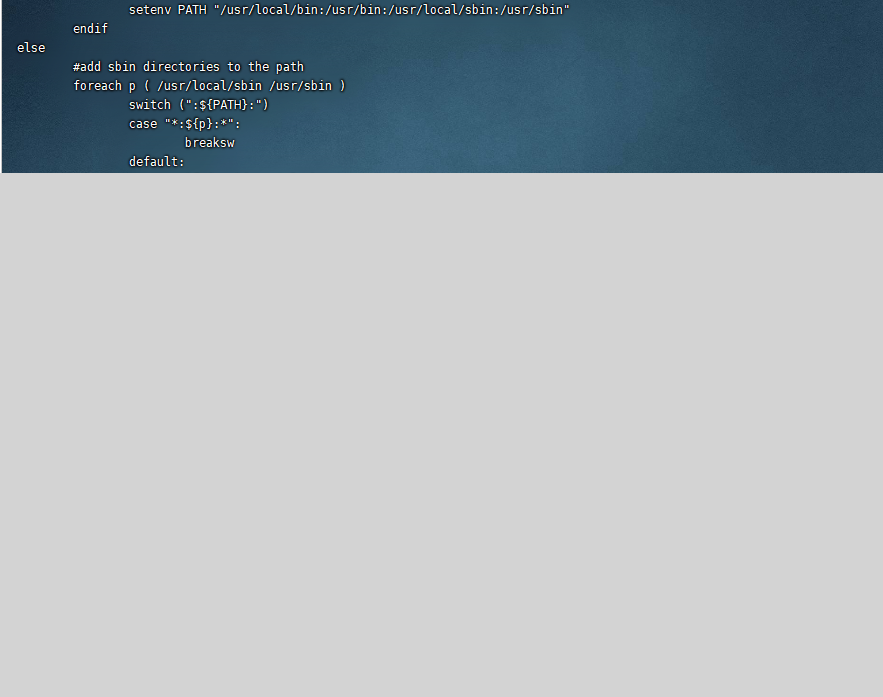 setenv PATH "/usr/local/bin:/usr/bin:/usr/local/sbin:/usr/sbin"
endif
else
#add sbin directories to the path
foreach p ( /usr/local/sbin /usr/sbin )
switch (":${PATH}:")
case "*:${p}:*":
breaksw
default: